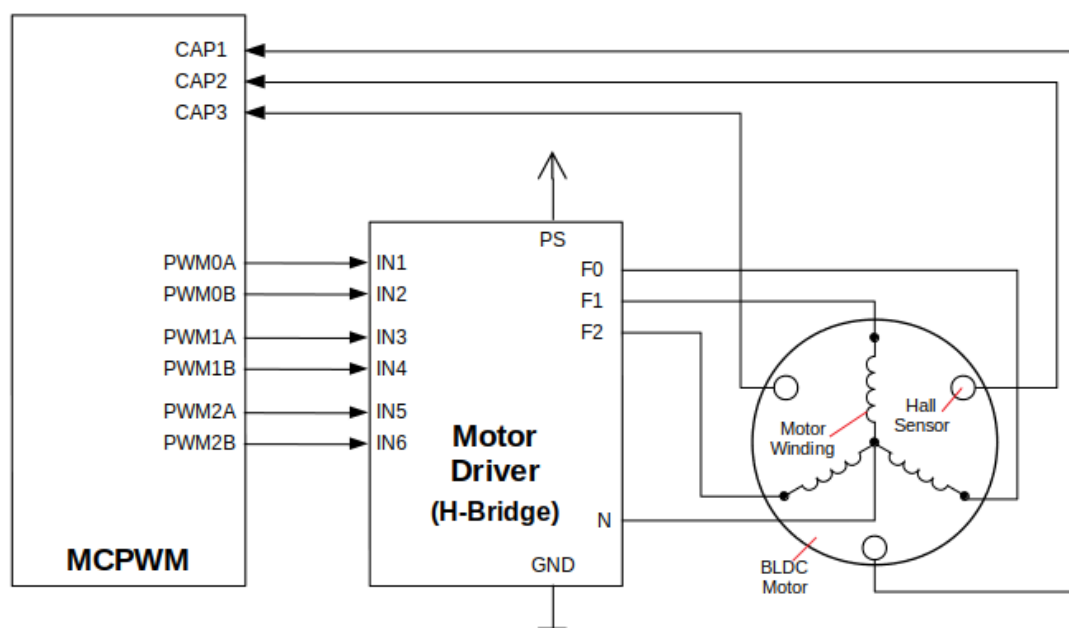 CAP1
CAP2
CAP3
PS
PWM0A
IN1
F0
PWM0B
IN2
F1
PWM1A
IN3
F2
PWM1B
IN4
PWM2A
IN5
PWM2B
IN6
Motor
Driver
(H-Bridge)
Hall
Sensor
Motor
Winding
N
MCPWM
GND
BLDC
Motor